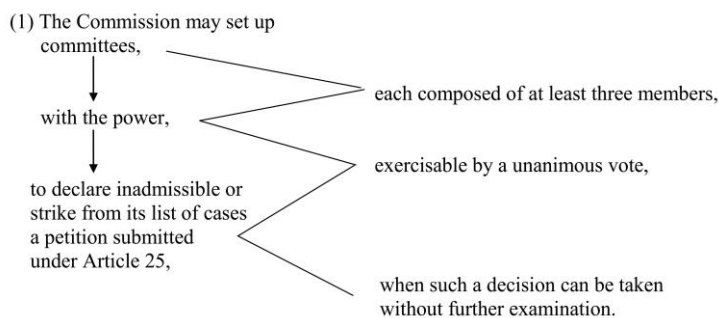 (1) The Commission may set up
committees,
each composed of at least three members,
with the power,
exercisable by a unanimous vote,
to declare inadmissible or
strike from its list of cases
a petition submitted
under Article 25,
when such a decision can be taken
without further examination.